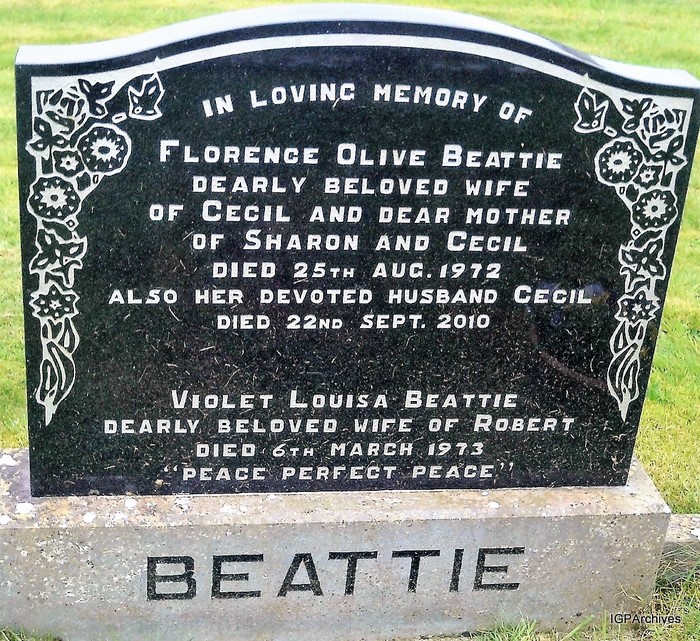 IN LOVING MEMORY OF
FLORENCE OLIVE BEATTIE
DEARLY BELOVED WIFE
OF CECIL AND DEAR MOTHER
OF SHARON AND CECIL
DIED 25TH AUG. 1972
ALSO HER DEVOTED HUSBAND CECIL
DIED 22ND SEPT. 2010
VIOLET LOUISA BEATTIE
DEARLY BELOVED WIFE OF ROBERT
DIED 6TH MARCH 1973
"PEACE PERFECT PEACE"
BEATTIE
IGPArchives